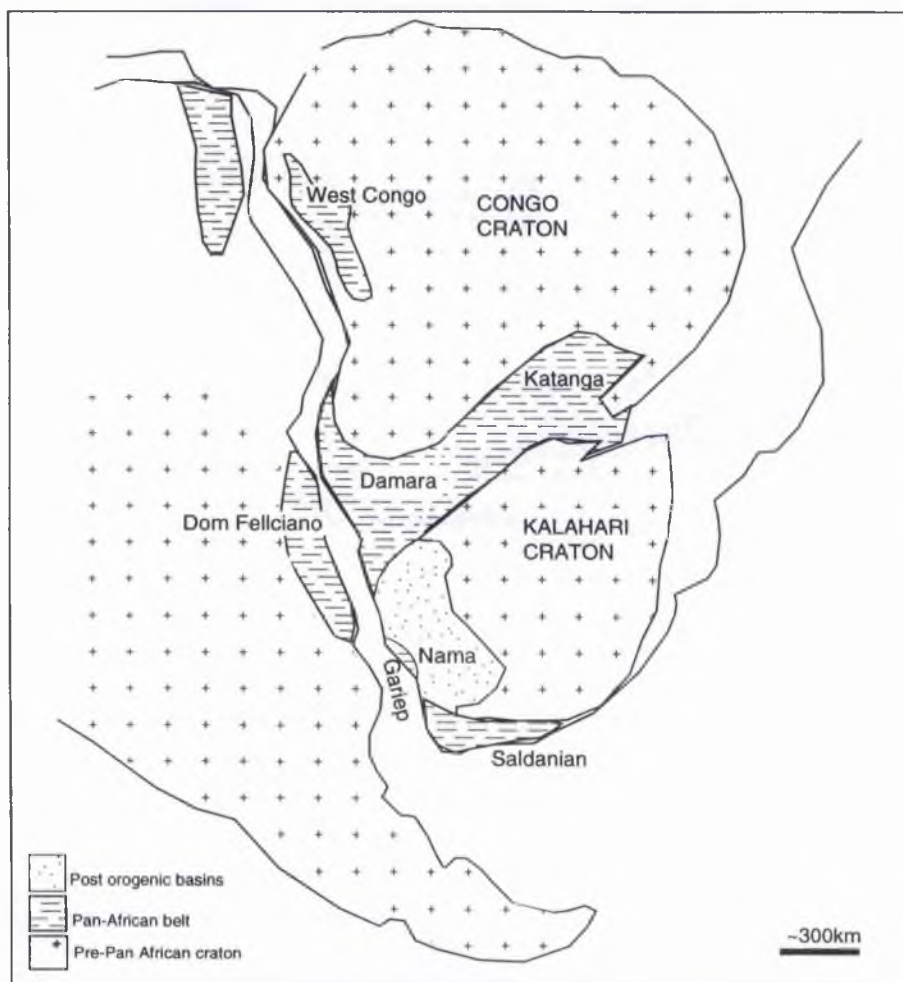 West Congo
CONGO
CRATON
Katanga
Damara
Dom Fellciano
KALAHARI
CRATON
Nama
Gariep
Saldanian
Post orogenic basins
Pan-African belt
Pre-Pan African craton
~300km